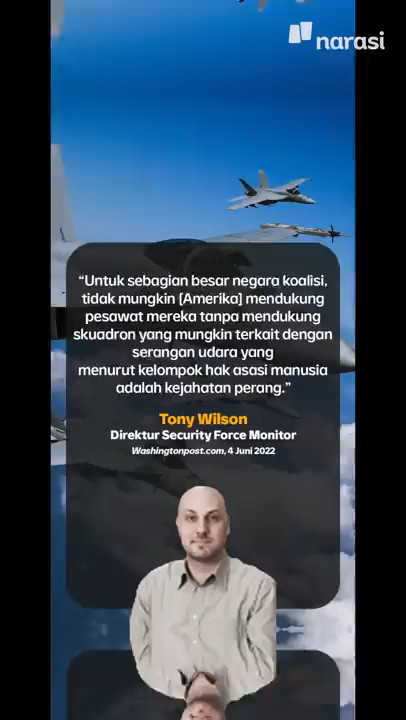 narasi
“Untuk sebagian besar negara koalisi,
tidak mungkin [Amerika] mendukung
pesawat mereka tanpa mendukung
skuadron yang mungkin terkait dengan
serangan udara yang
menurut kelompok hak asasi manusia
adalah kejahatan perang.”
Tony Wilson
Direktur Security Force Monitor
Washingtonpost.com, 4 Juni 2022